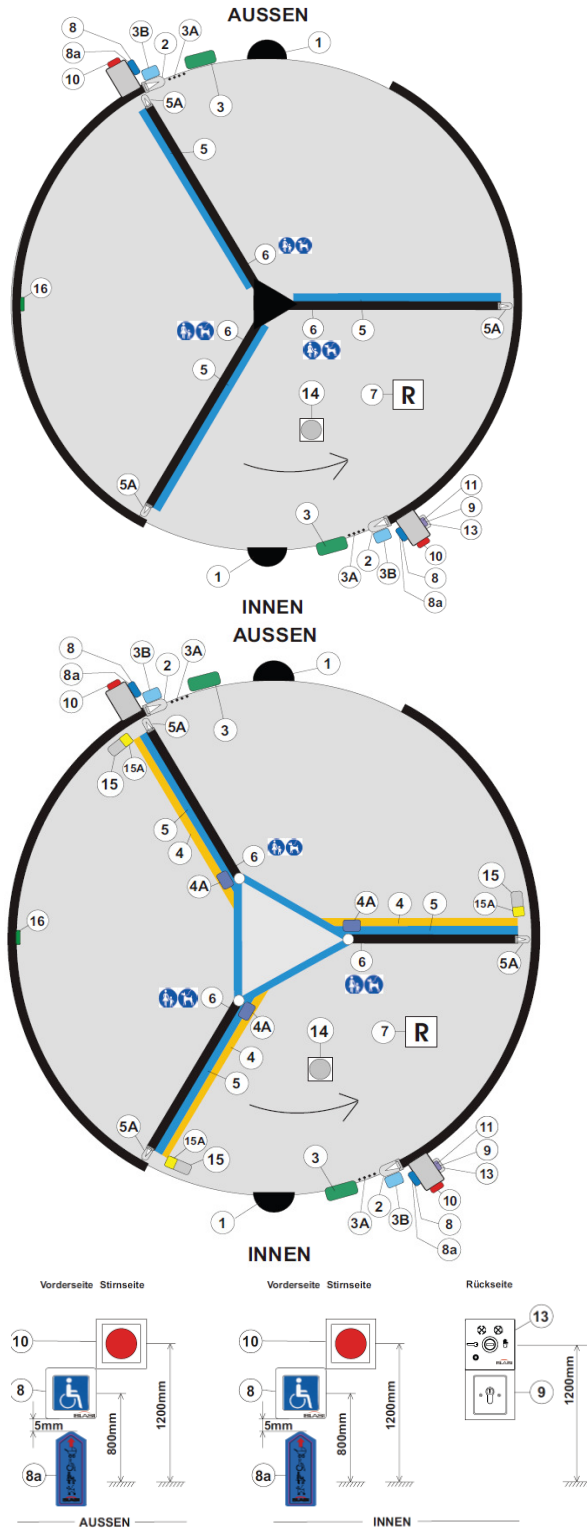 AUSSEN
8
3B
2
3A
1
8a
10
5A
3
5
6
16
6
6
5
5A
5
14
7
R
5A
11
9
3
13
1
3A
2
3B
10
8
8a
INNEN
AUSSEN
8
3B
2
3A
1
8a
10
5A
3
15A
15
5
4
6
4A
15
4A
4
5
15A
16
5A
6
6
4A
14
7
R
4
5
5A
15A
15
11
3
9
13
1
3A
2
3B
10
8
8a
INNEN
Vorderseite Stirnseite
Vorderseite Stirnseite
Rückseite
10
8
5mm
8a
800mm
1200mm
BLASI
AUSSEN
10
8
5mm
8a
800mm
1200mm
BLASI
INNEN
13
9
1200mm